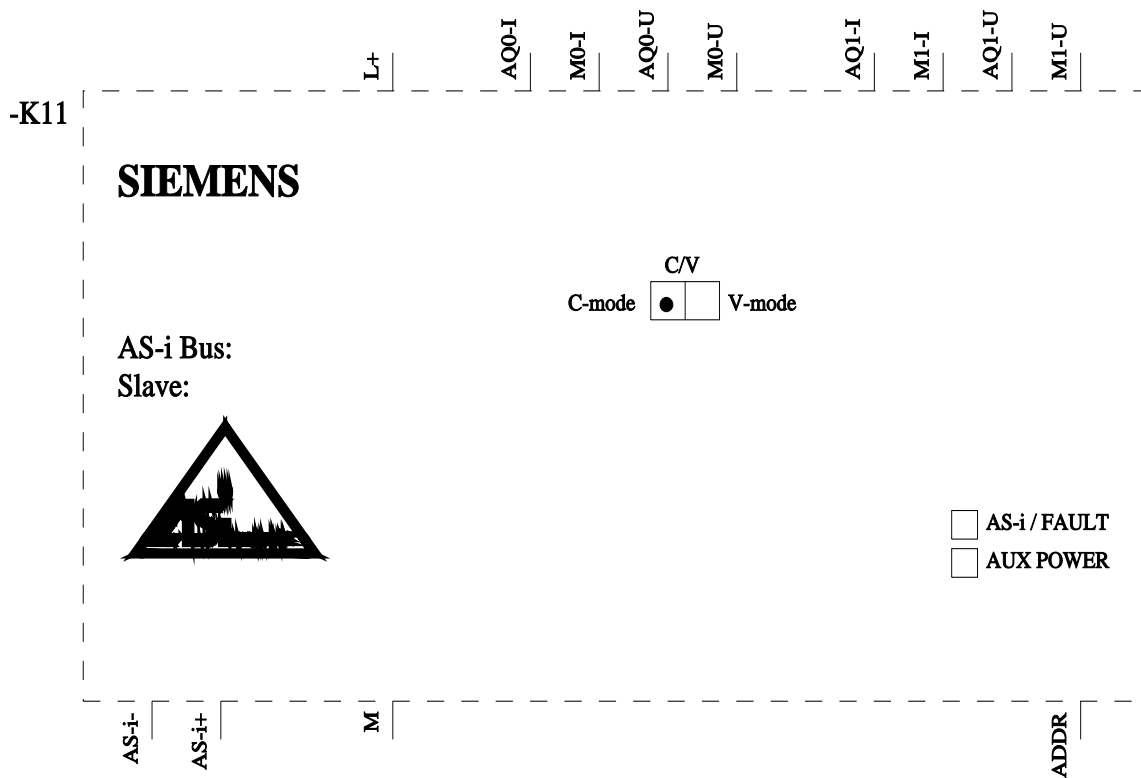 L+ AQ0-I M0-I AQ0-U M0-U AQ1-I M1-I AQ1-U M1-U
-K11
SIEMENS
C/V
C-mode V-mode
AS-i Bus:
Slave:
AS-i / FAULT
AUX POWER
AS-i- AS-i+ M ADDR